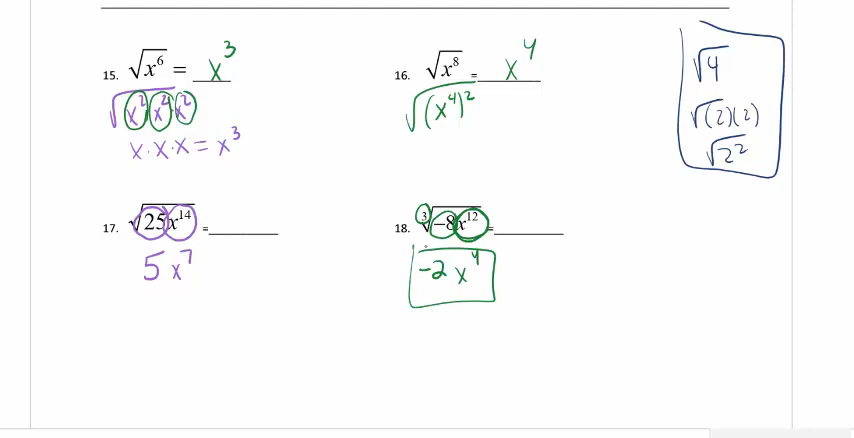 15. √x⁶ = x³
√x² x² x²
x · x · x = x³
16. √x⁸ = x⁴
√(x⁴)²
√4
√(2)(2)
√2²
17. √25x¹⁴ =
5x⁷
18. ³√-8x¹² =
-2x⁴